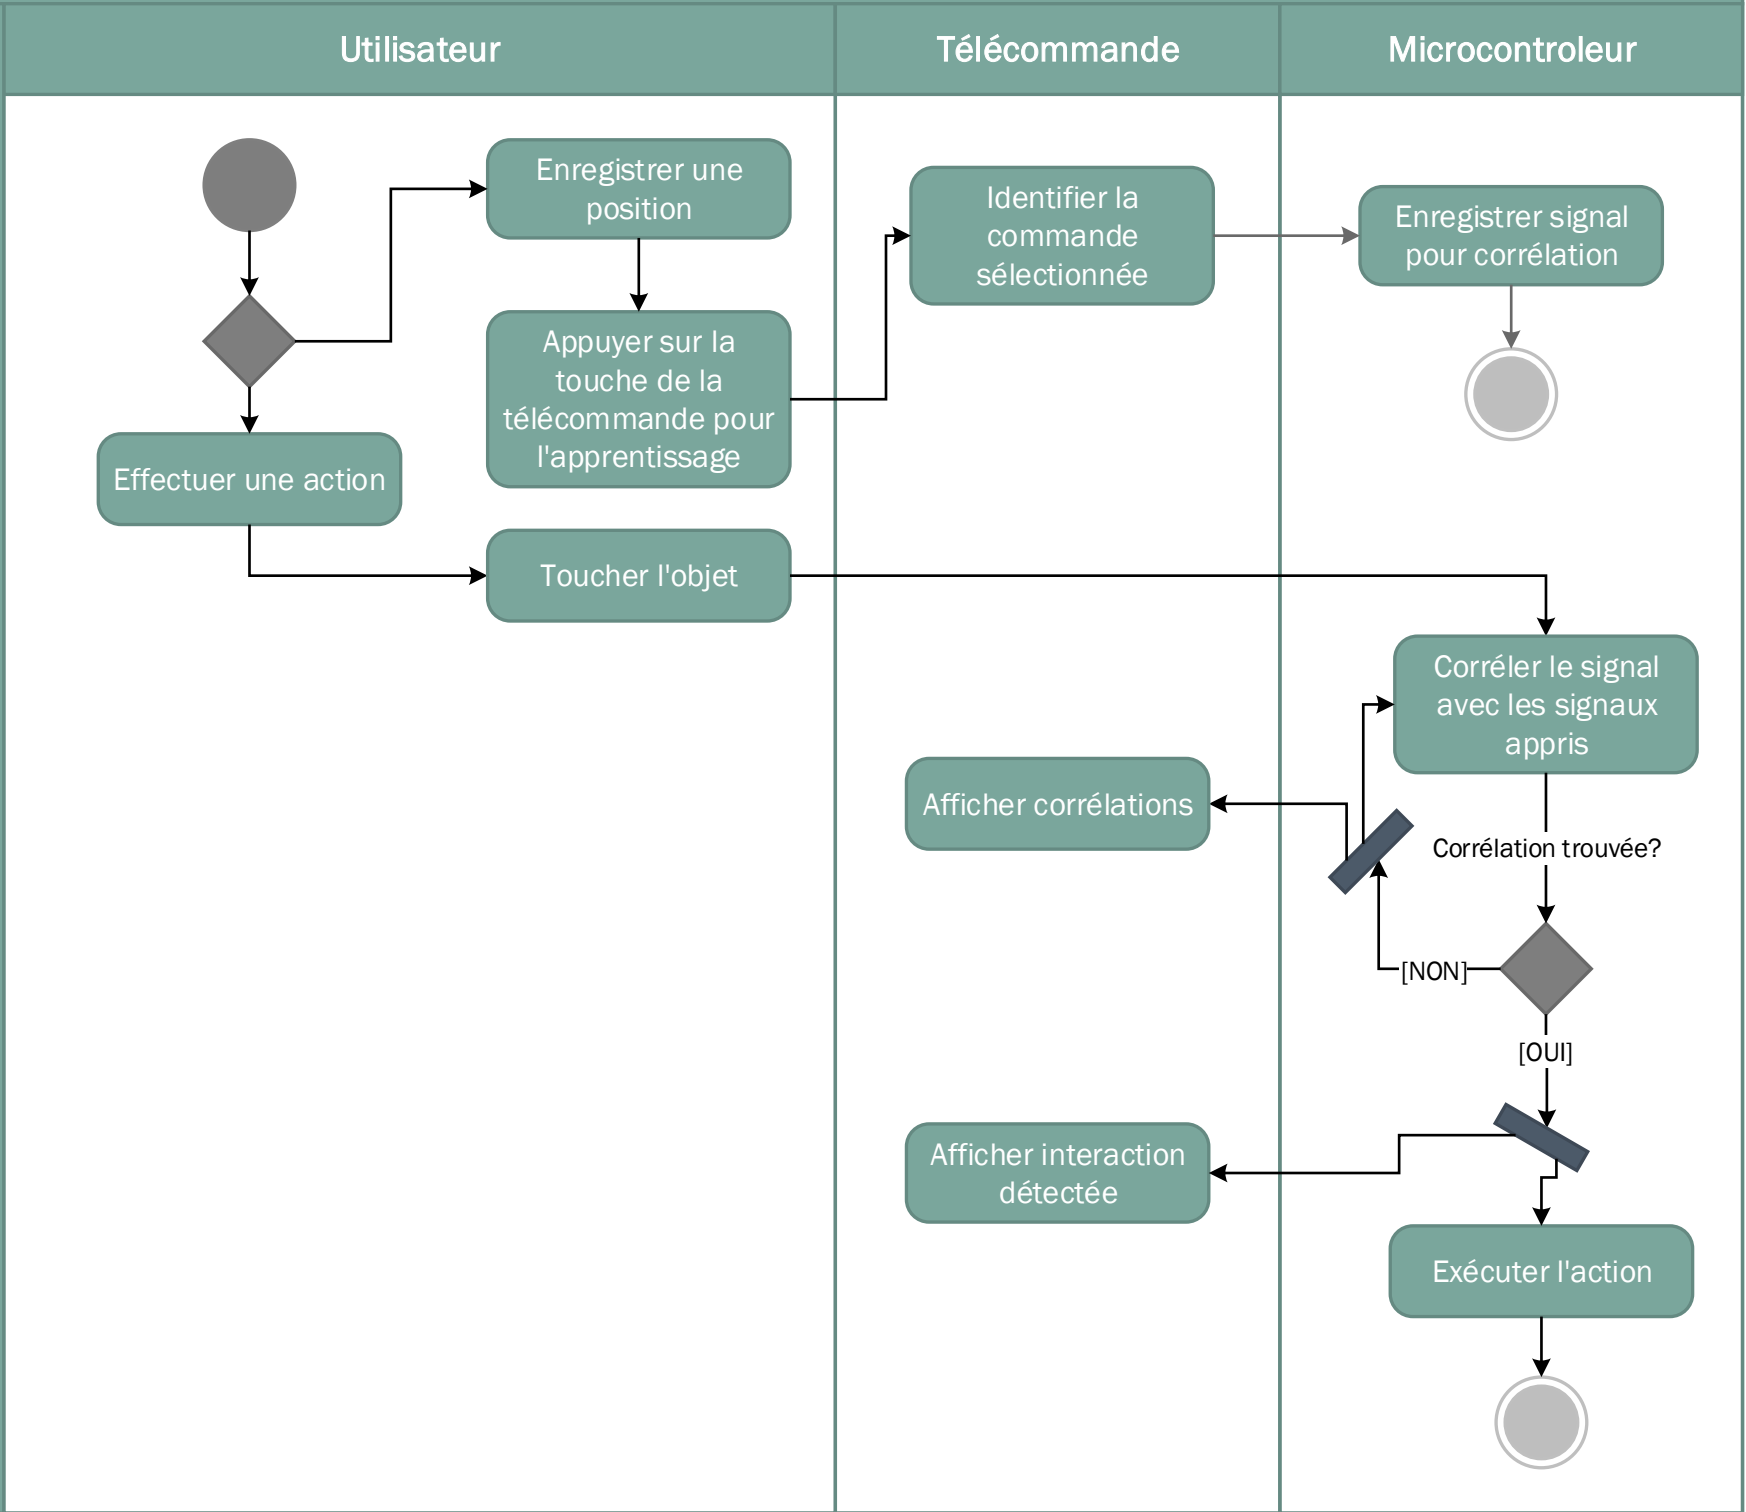 Utilisateur
Télécommande
Microcontroleur
Enregistrer une
position
Identifier la
commande
sélectionnée
Enregistrer signal
pour corrélation
Appuyer sur la
touche de la
télécommande pour
l'apprentissage
Effectuer une action
Toucher l'objet
Corréler le signal
avec les signaux
appris
Afficher corrélations
Corrélation trouvée?
[NON]
[OUI]
Afficher interaction
détectée
Exécuter l'action